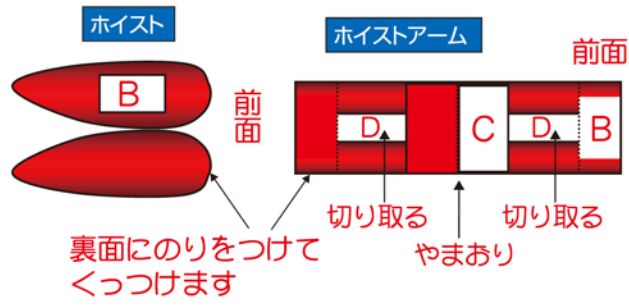 ホイスト
ホイストアーム
前面
B
前面
D
C
D
B
切り取る
切り取る
やまおり
裏面にのりをつけて
くっつけます